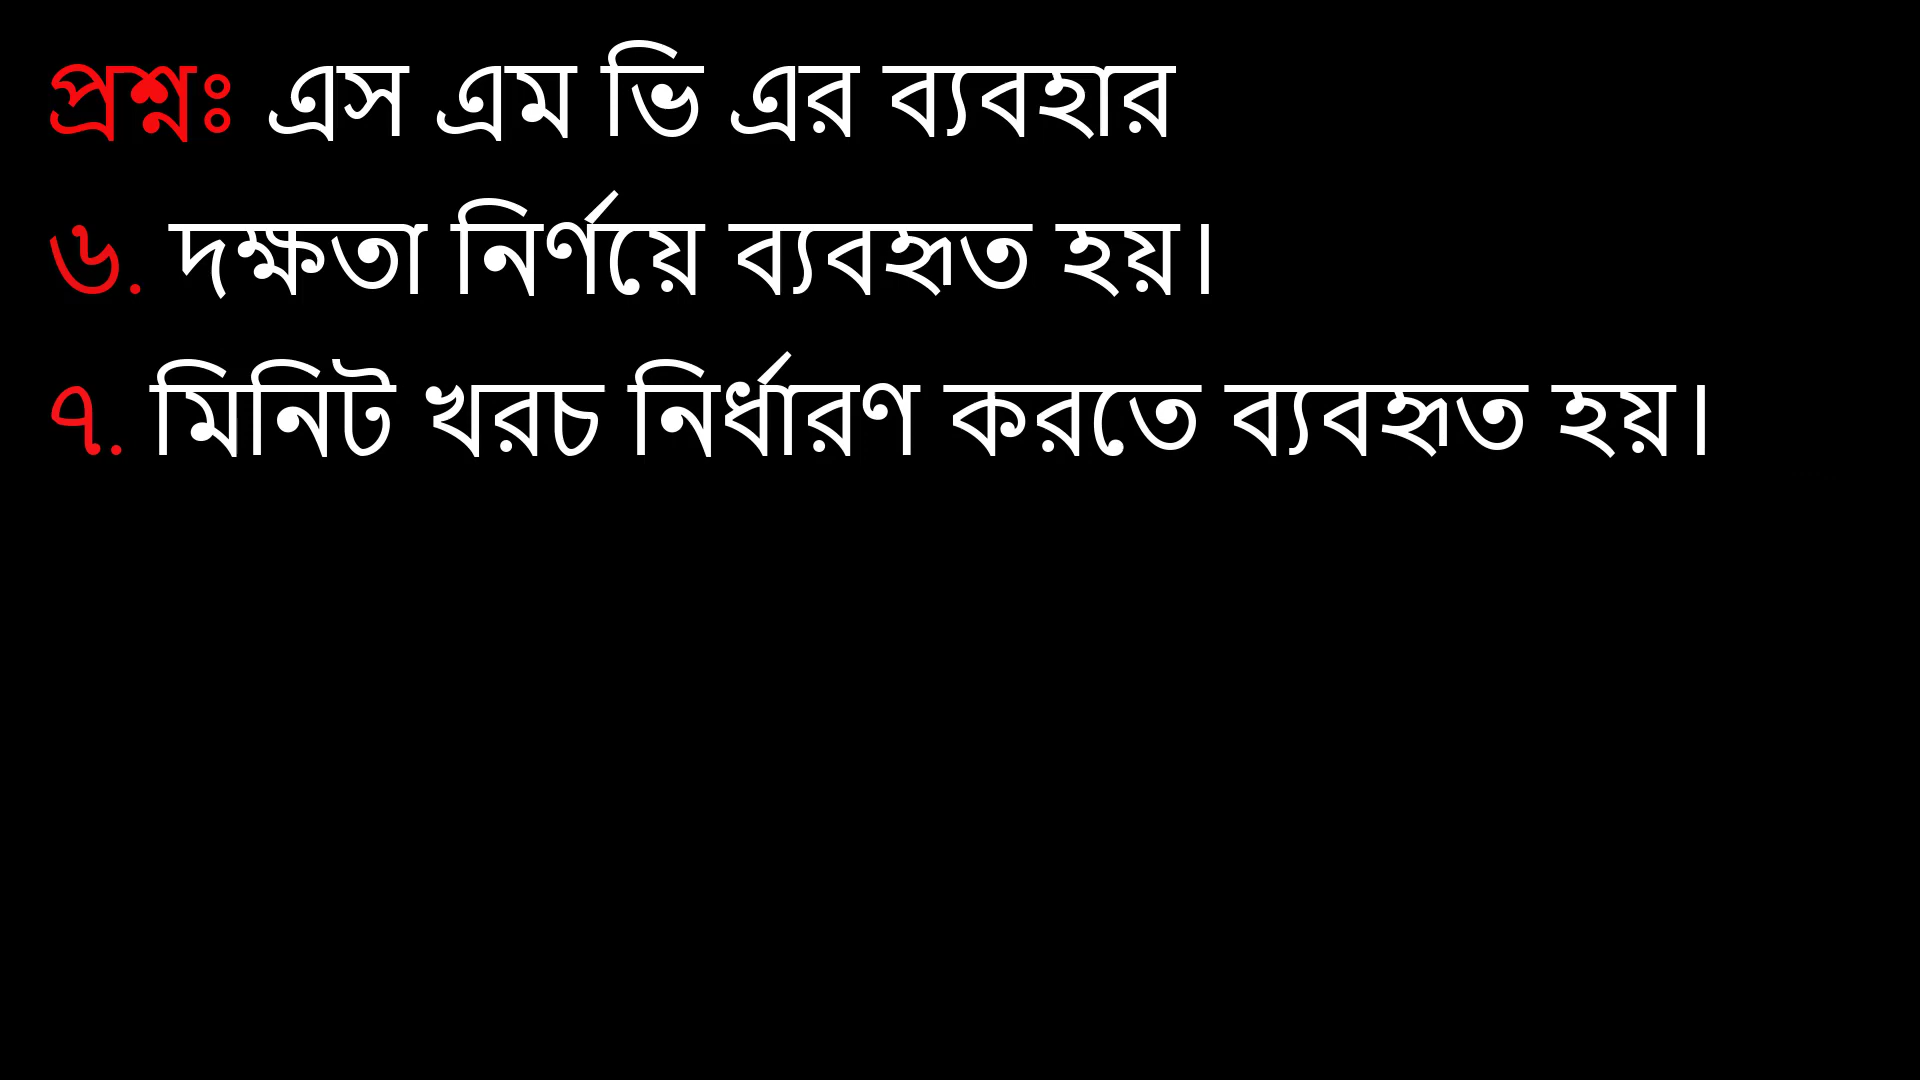 প্রশ্নঃ এস এম ভি এর ব্যবহার
৬. দক্ষতা নির্ণয়ে ব্যবহৃত হয়।
৭. মিনিট খরচ নির্ধারণ করতে ব্যবহৃত হয়।